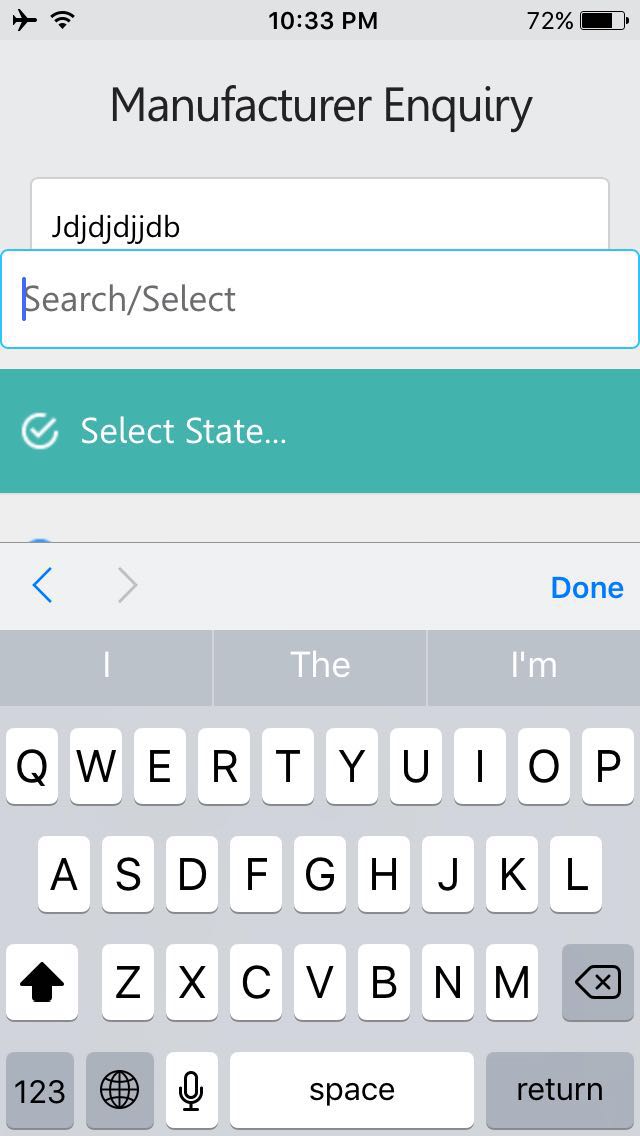 10:33 PM 72%
Manufacturer Enquiry
Jdjdjdjjdb
Search/Select
Select State...
Done
I The I'm
Q W E R T Y U I O P
A S D F G H J K L
Z X C V B N M
123 space return